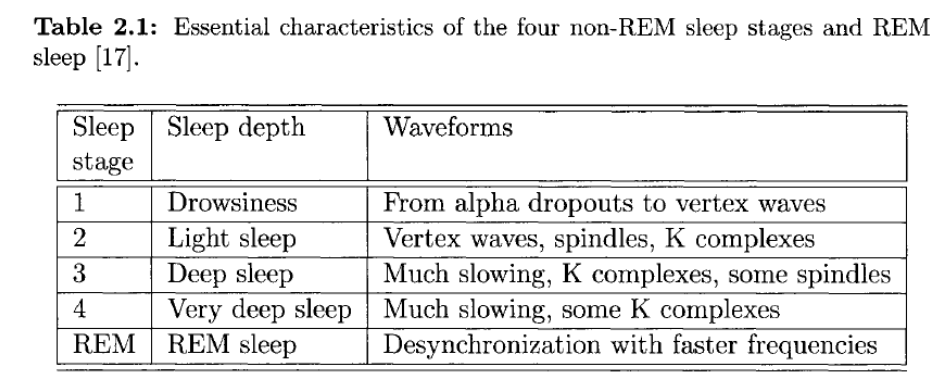 Table 2.1: Essential characteristics of the four non-REM sleep stages and REM
sleep [17].
Sleep stage | Sleep depth | Waveforms
1 | Drowsiness | From alpha dropouts to vertex waves
2 | Light sleep | Vertex waves, spindles, K complexes
3 | Deep sleep | Much slowing, K complexes, some spindles
4 | Very deep sleep | Much slowing, some K complexes
REM | REM sleep | Desynchronization with faster frequencies